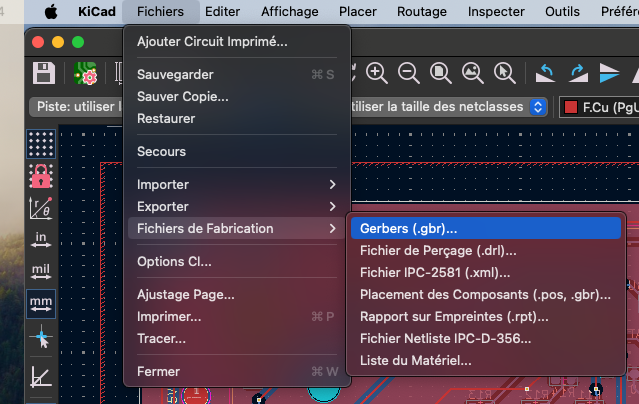 KiCad Fichiers Editer Affichage Placer Routage Inspecter Outils Préfére
Ajouter Circuit Imprimé...
Sauvegarder ⌘ S
Sauver Copie...
Restaurer
Piste: utiliser l
tiliser la taille des netclasses
F.Cu (PgU
Secours
Importer
Exporter
Fichiers de Fabrication
Gerbers (.gbr)...
Fichier de Perçage (.drl)...
Fichier IPC-2581 (.xml)...
Placement des Composants (.pos, .gbr)...
Rapport sur Empreintes (.rpt)...
Fichier Netliste IPC-D-356...
Liste du Matériel...
Options CI...
Ajustage Page...
Imprimer... ⌘ P
Tracer...
Fermer ⌘ W
r/θ
in
mil
mm
R13